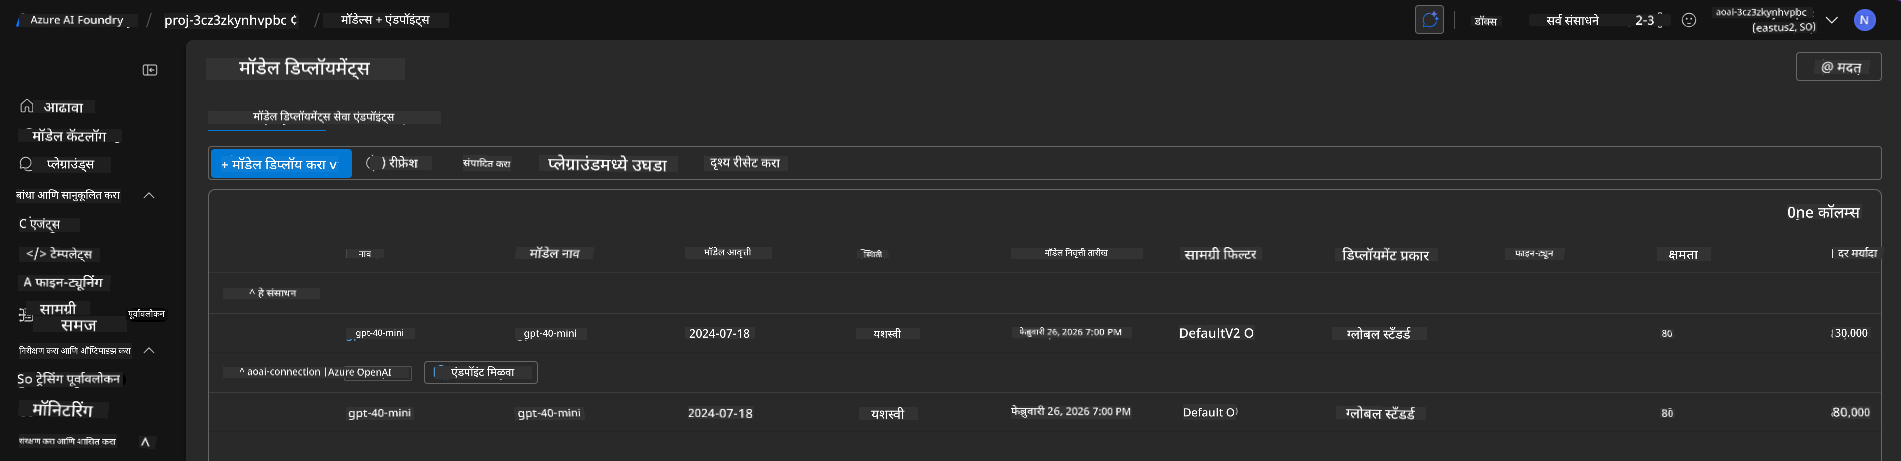 Azure AI Foundry / proj-3cz3zkynhvpbc ¢ / मॉडेल्स + एंडपॉइंट्स
डॉक्स सर्व संसाधने 2-3 aoai-3cz3zkynhvpbc (eastus2, SO) N
मॉडेल डिप्लॉयमेंट्स
@ मदत
आढावा
मॉडेल कॅटलॉग
प्लेग्राउंड्स
बांधा आणि सानुकूलित करा
C एजंट्स
</> टेम्पलेट्स
A फाइन-ट्यूनिंग
सामग्री समज पूर्वावलोकन
निरीक्षण करा आणि ऑप्टिमाइझ करा
So ट्रेसिंग पूर्वावलोकन
मॉनिटरिंग
संरक्षण करा आणि शासित करा ^
मॉडेल डिप्लॉयमेंट्स सेवा एंडपॉइंट्स
+ मॉडेल डिप्लॉय करा v ( ) रीफ्रेश संपादित करा प्लेग्राउंडमध्ये उघडा दृश्य रीसेट करा
One कॉलम्स
नाव मॉडेल नाव मॉडेल आवृत्ती स्थिती मॉडेल निवृत्ती तारीख सामग्री फिल्टर डिप्लॉयमेंट प्रकार फाइन-ट्यून क्षमता | दर मर्यादा
^ हे संसाधन
gpt-40-mini gpt-40-mini 2024-07-18 यशस्वी फेब्रुवारी 26, 2026 7:00 PM DefaultV2 O ग्लोबल स्टँडर्ड 30,000
^ aoai-connection |Azure OpenAI एंडपॉइंट मिळवा
gpt-40-mini gpt-40-mini 2024-07-18 यशस्वी फेब्रुवारी 26, 2026 7:00 PM Default O ग्लोबल स्टँडर्ड 80,000